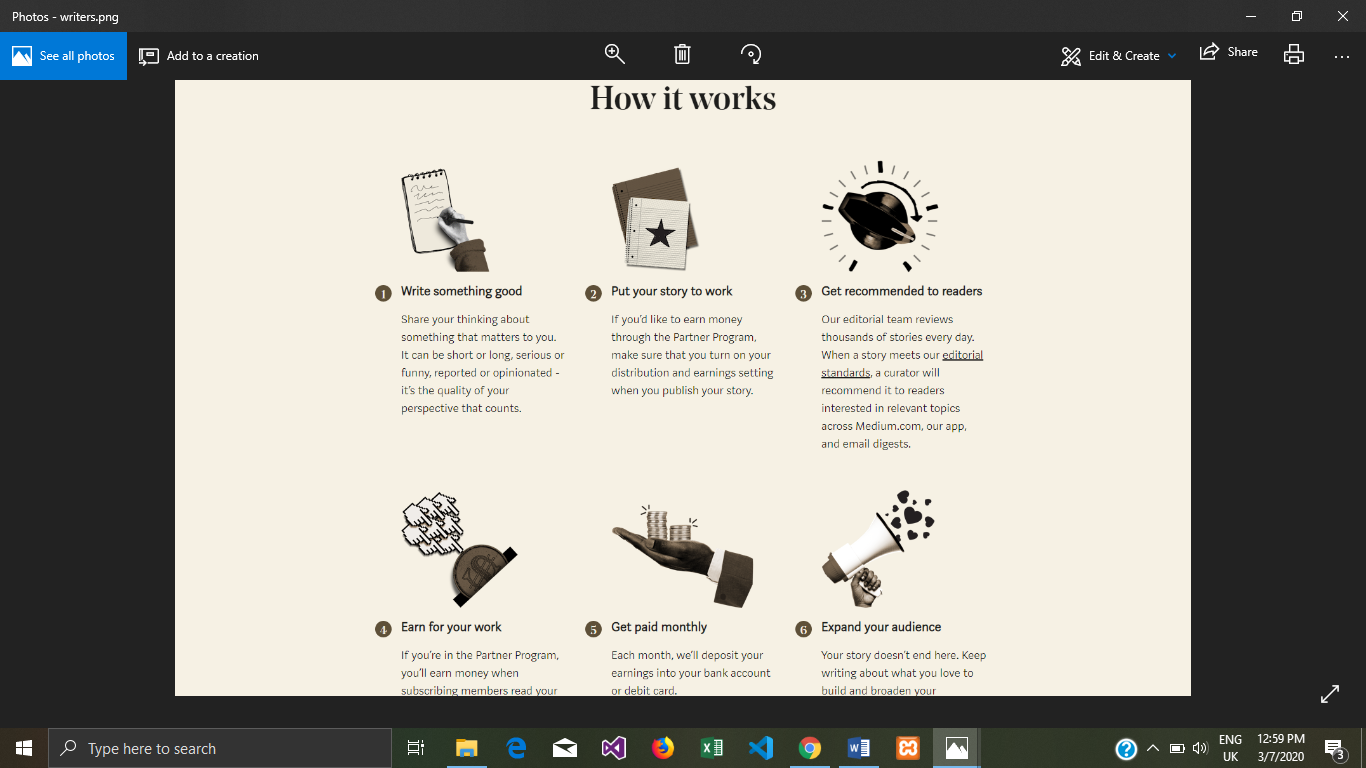 Photos - writers.png
See all photos
Add to a creation
Edit & Create
Share
How it works
1 Write something good
Share your thinking about
something that matters to you.
It can be short or long, serious or
funny, reported or opinionated -
it's the quality of your
perspective that counts.
2 Put your story to work
If you'd like to earn money
through the Partner Program,
make sure that you turn on your
distribution and earnings setting
when you publish your story.
3 Get recommended to readers
Our editorial team reviews
thousands of stories every day.
When a story meets our editorial
standards, a curator will
recommend it to readers
interested in relevant topics
across Medium.com, our app,
and email digests.
4 Earn for your work
If you're in the Partner Program,
you'll earn money when
subscribing members read your
5 Get paid monthly
Each month, we'll deposit your
earnings into your bank account
or debit card.
6 Expand your audience
Your story doesn't end here. Keep
writing about what you love to
build and broaden your
Type here to search
ENG
UK
12:59 PM
3/7/2020
3